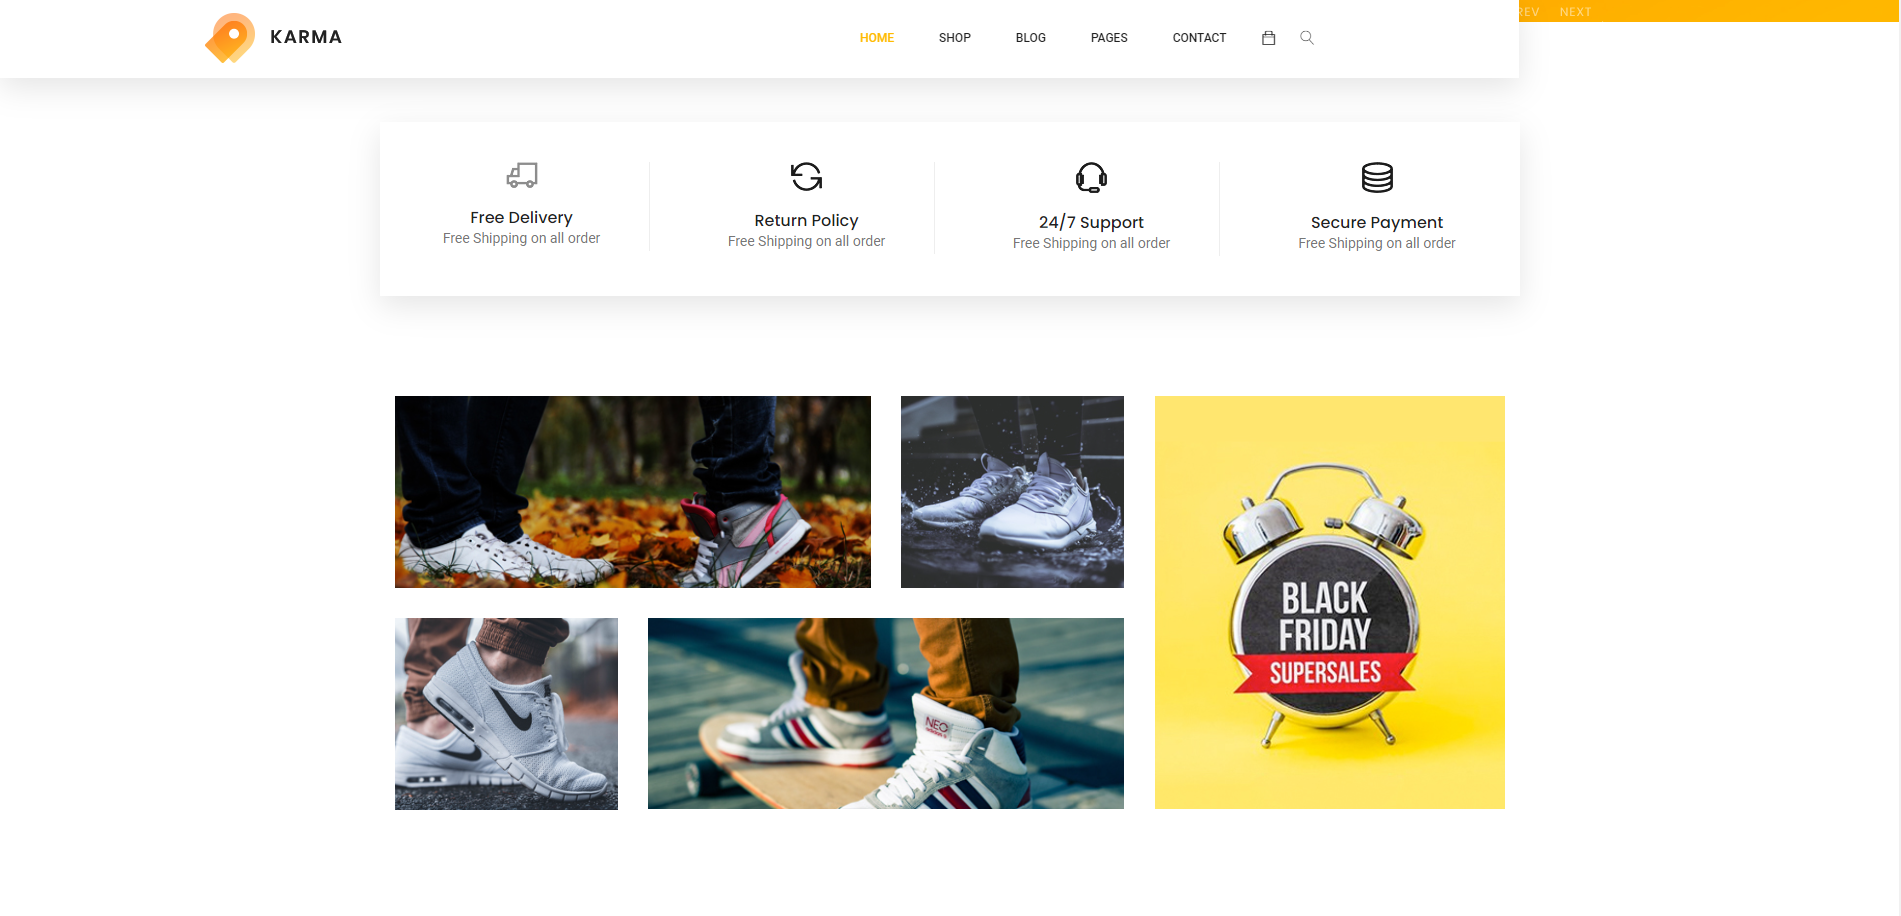 KARMA
HOME SHOP BLOG PAGES CONTACT
NEXT
Free Delivery
Free Shipping on all order
Return Policy
Free Shipping on all order
24/7 Support
Free Shipping on all order
Secure Payment
Free Shipping on all order
BLACK
FRIDAY
SUPERSALES
NEO